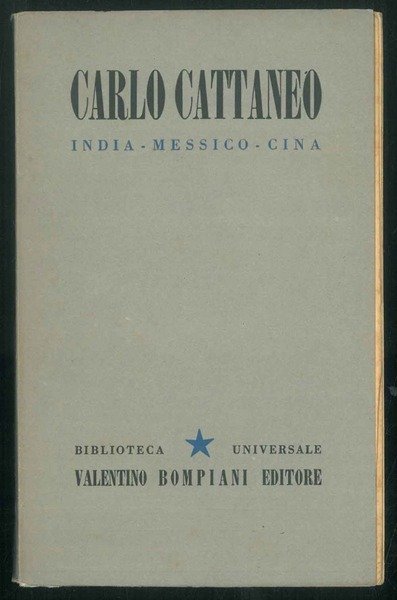 CARLO CATTANEO
INDIA - MESSICO - CINA
BIBLIOTECA UNIVERSALE
VALENTINO BOMPIANI EDITORE